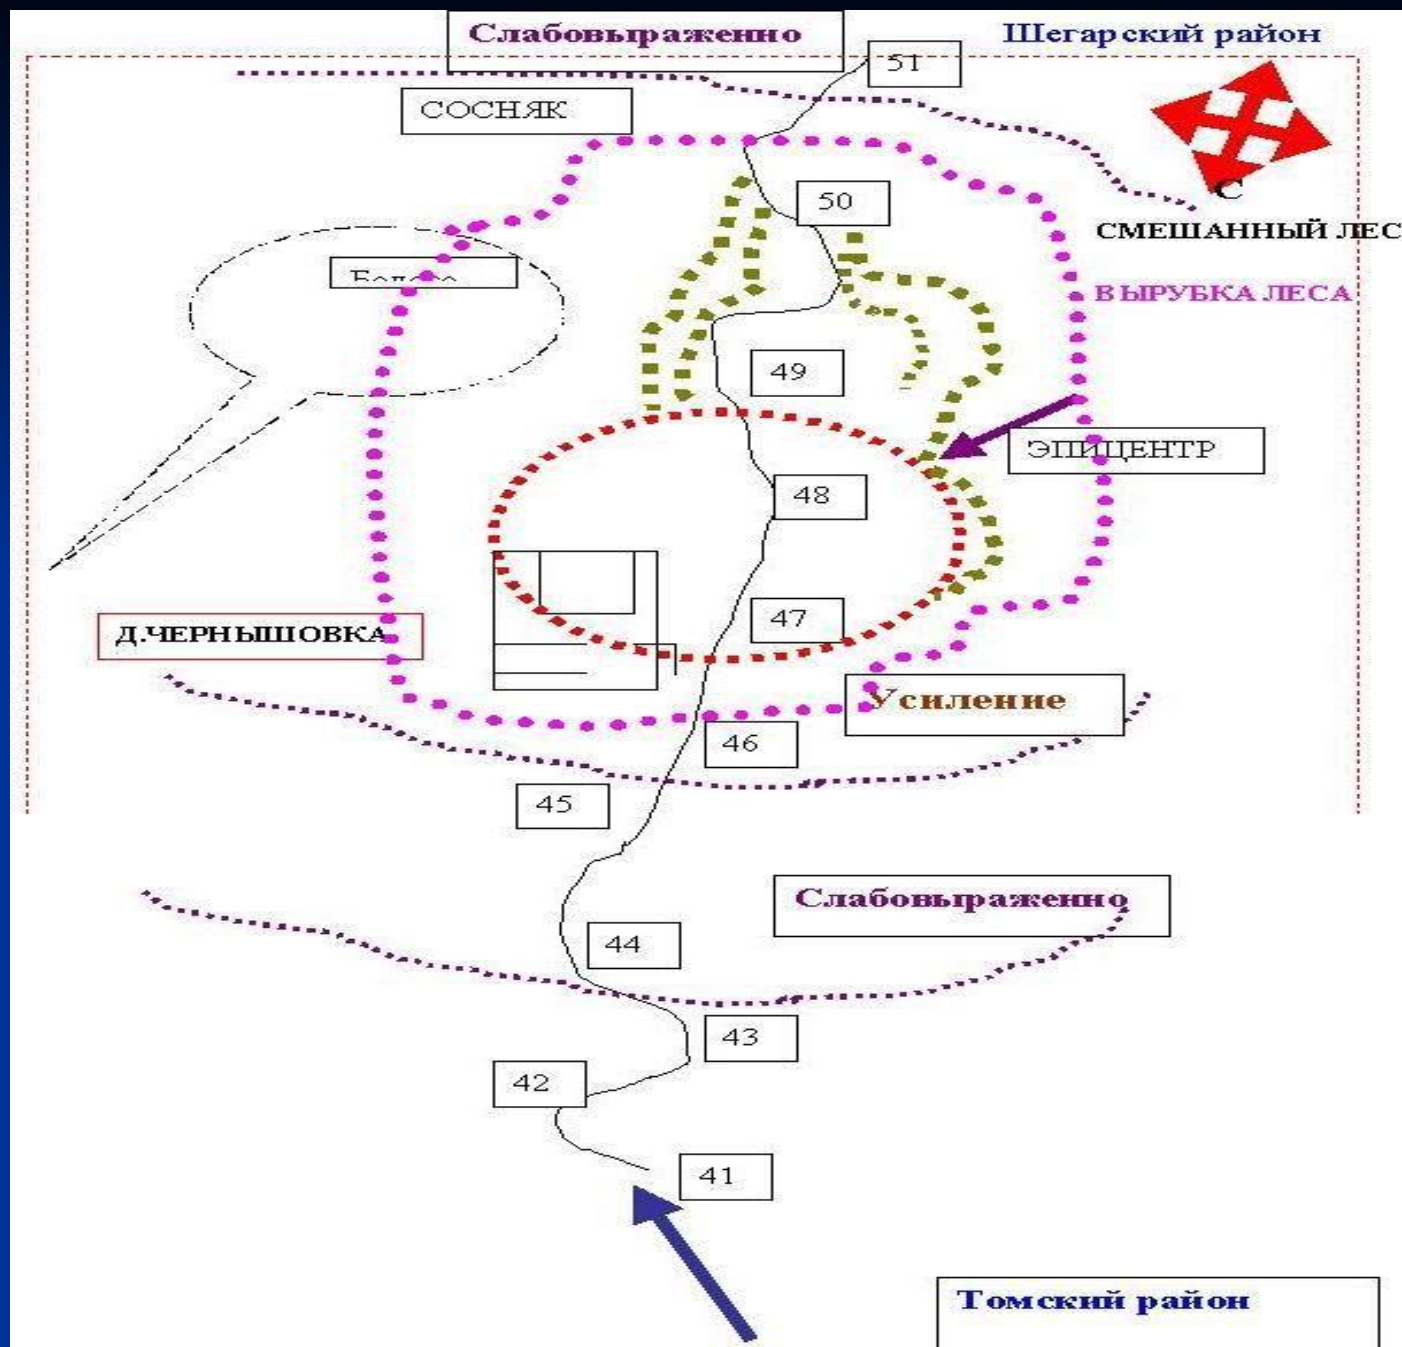 Слабовыраженно
Шегарский район
51
СОСНЯК
50
С
СМЕШАННЫЙ ЛЕС
ВЫРУБКА ЛЕСА
49
ЭПИЦЕНТР
48
47
Д.ЧЕРНЫШОВКА
Усиление
46
45
Слабовыраженно
44
43
42
41
Томский район